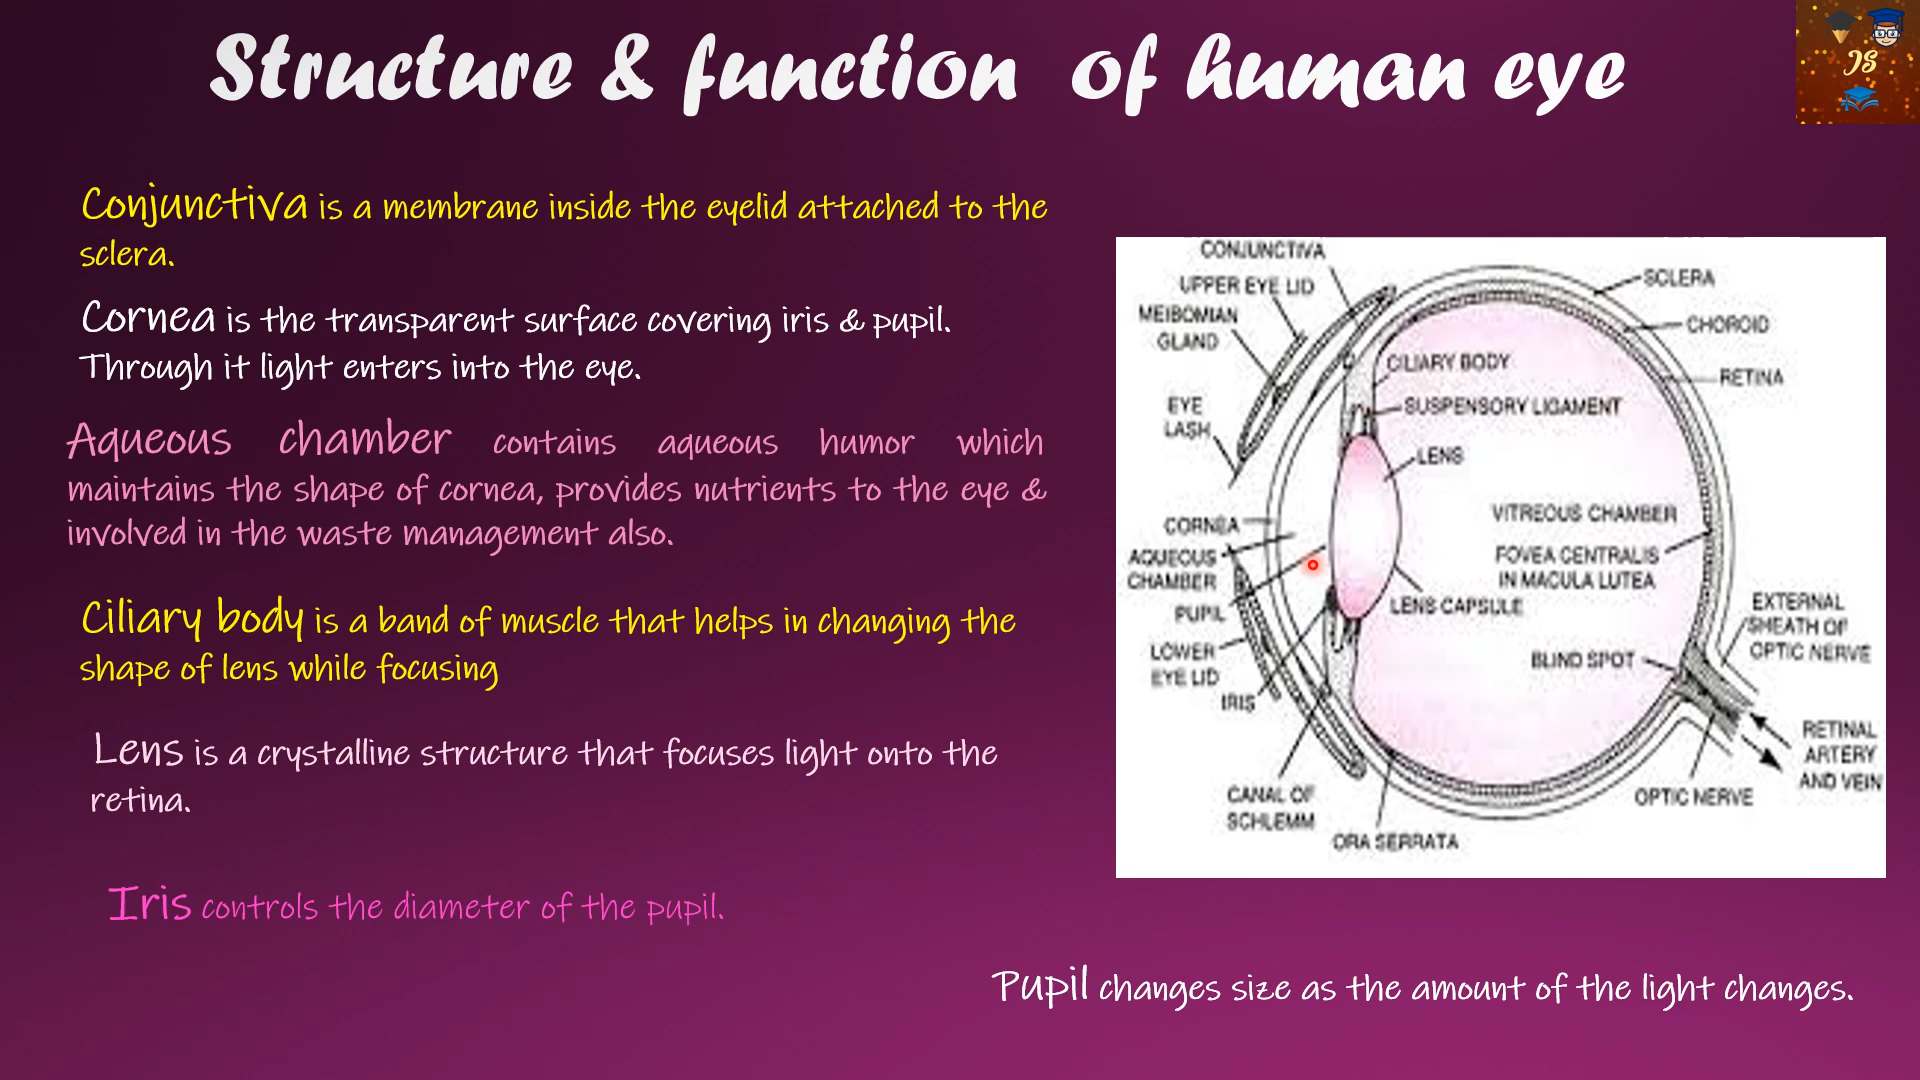 Structure & function of human eye
JS
Conjunctiva is a membrane inside the eyelid attached to the
sclera.
Cornea is the transparent surface covering iris & pupil.
Through it light enters into the eye.
Aqueous chamber contains aqueous humor which
maintains the shape of cornea, provides nutrients to the eye &
involved in the waste management also.
Ciliary body is a band of muscle that helps in changing the
shape of lens while focusing
Lens is a crystalline structure that focuses light onto the
retina.
Iris controls the diameter of the pupil.
Pupil changes size as the amount of the light changes.
CONJUNCTIVA
UPPER EYE LID
MEIBOMIAN
GLAND
EYE
LASH
CORNEA
AQUEOUS
CHAMBER
PUPIL
LOWER
EYE LID
IRIS
CANAL OF
SCHLEMM
ORA SERRATA
CILIARY BODY
SUSPENSORY LIGAMENT
LENS
VITREOUS CHAMBER
FOVEA CENTRALIS
IN MACULA LUTEA
LENS CAPSULE
BLIND SPOT
SCLERA
CHOROID
RETINA
EXTERNAL
SHEATH OF
OPTIC NERVE
RETINAL
ARTERY
AND VEIN
OPTIC NERVE